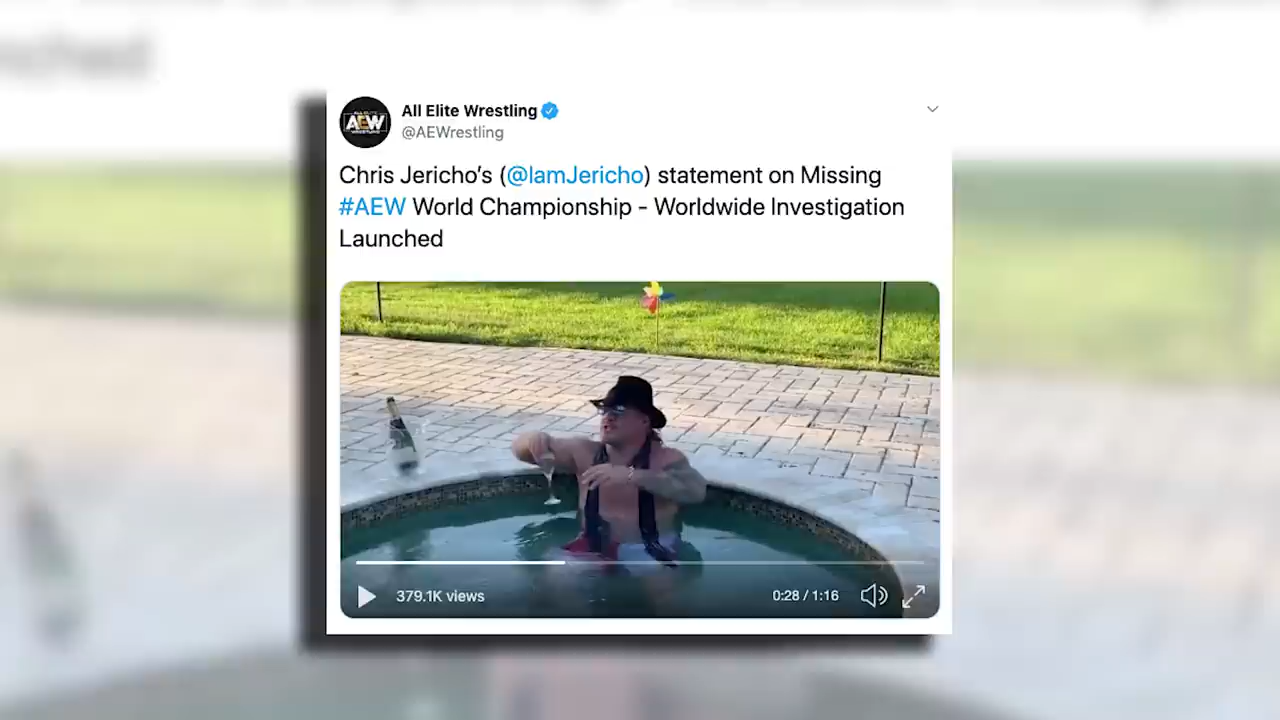 All Elite Wrestling
@AEWrestling
Chris Jericho's (@IamJericho) statement on Missing
#AEW World Championship - Worldwide Investigation
Launched
379.1K views
0:28 / 1:16
AEW